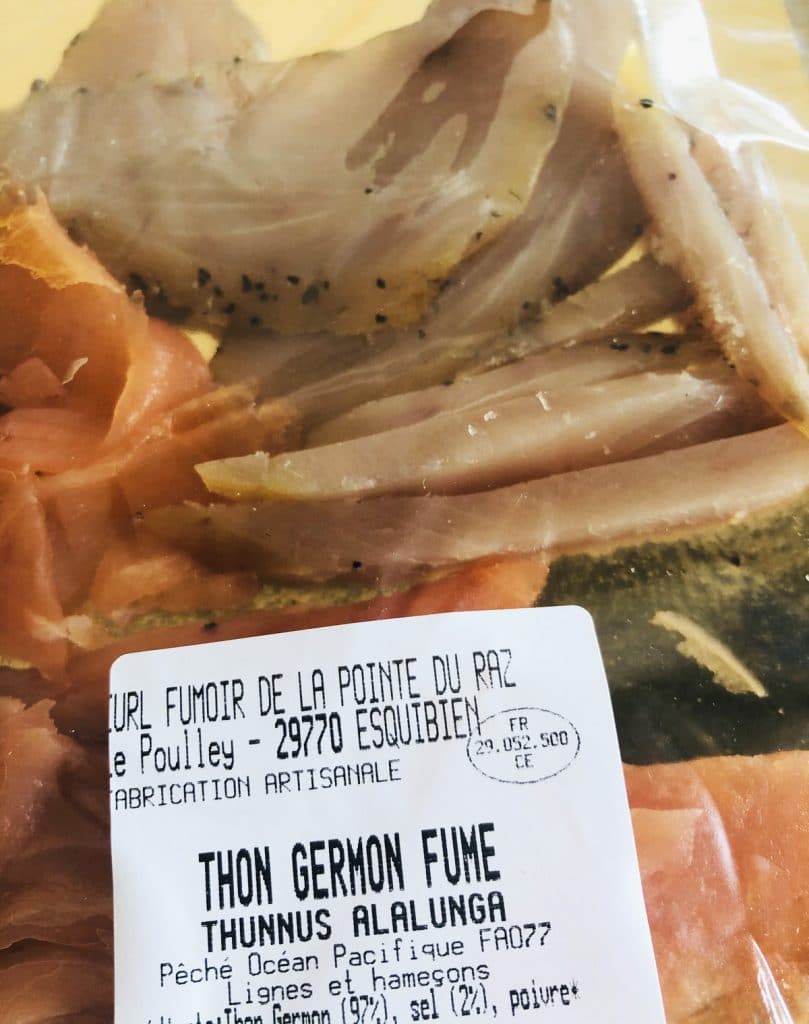 URL FUMOIR DE LA POINTE DU RAZ
Poulley - 29770 ESQUIBIEN
FR
29.052.500
CE
ABRICATION ARTISANALE
THON GERMON FUME
THUNNUS ALALUNGA
Pêché Océan Pacifique FAO77
Lignes et hameçons
Thon Germon (97%), sel (2%), poivre*